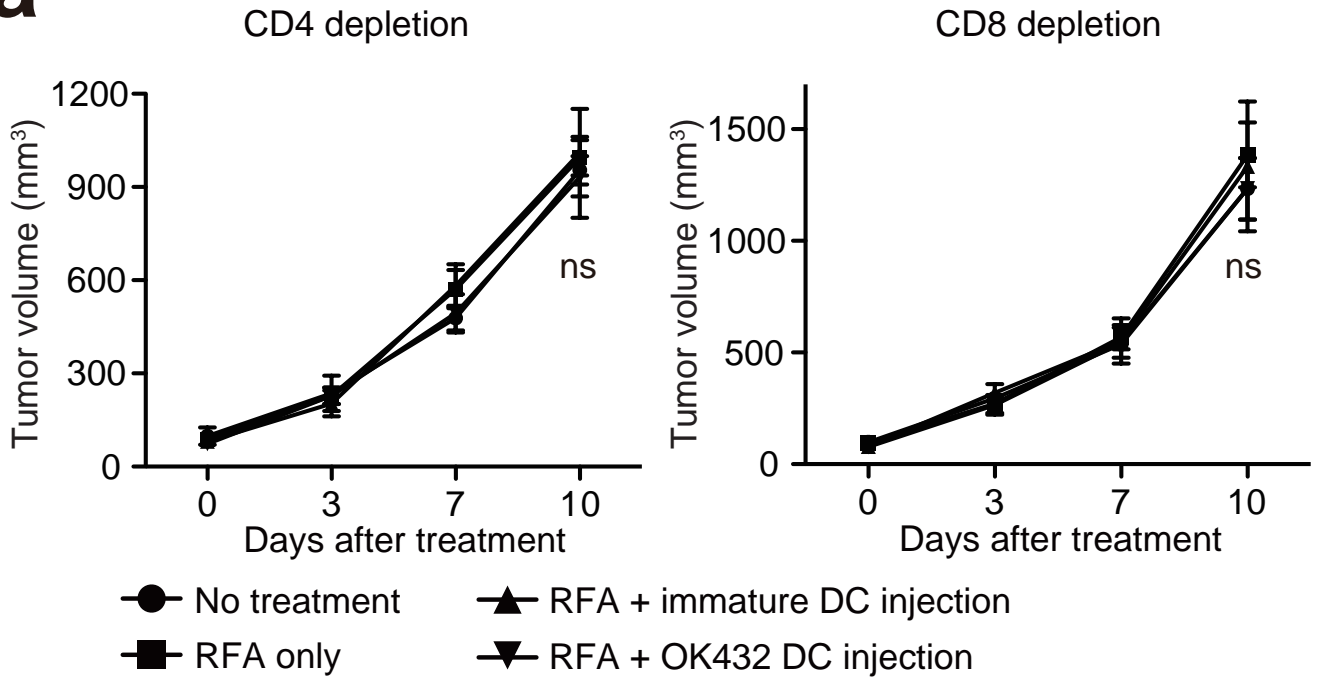 a
CD4 depletion
Tumor volume (mm³)
1200
900
600
300
0
ns
0 3 7 10
Days after treatment
CD8 depletion
Tumor volume (mm³)
1500
1000
500
0
ns
0 3 7 10
Days after treatment
No treatment
RFA only
RFA + immature DC injection
RFA + OK432 DC injection